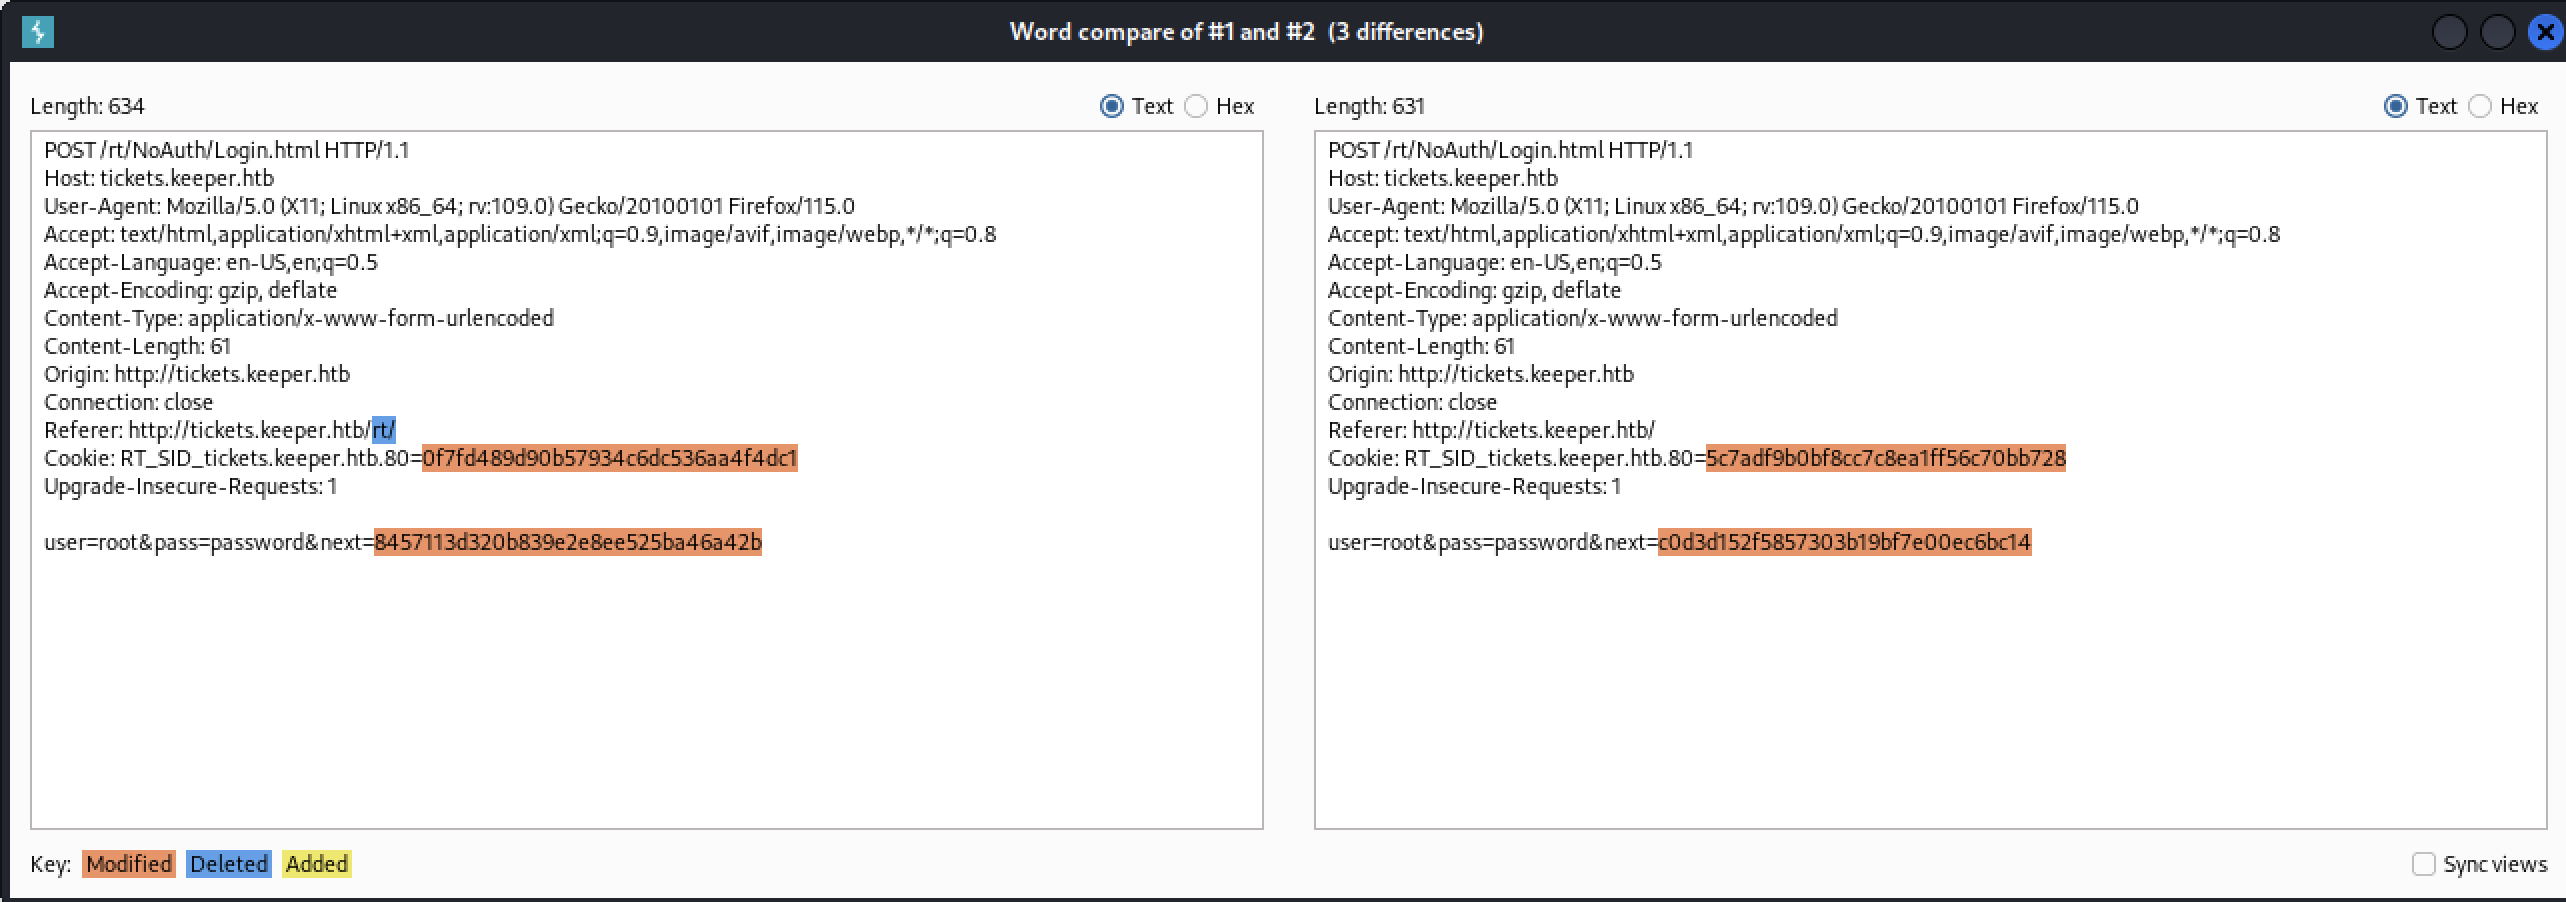 Word compare of #1 and #2 (3 differences)
Length: 634
Text Hex
POST /rt/NoAuth/Login.html HTTP/1.1
Host: tickets.keeper.htb
User-Agent: Mozilla/5.0 (X11; Linux x86_64; rv:109.0) Gecko/20100101 Firefox/115.0
Accept: text/html,application/xhtml+xml,application/xml;q=0.9,image/avif,image/webp,*/*;q=0.8
Accept-Language: en-US,en;q=0.5
Accept-Encoding: gzip, deflate
Content-Type: application/x-www-form-urlencoded
Content-Length: 61
Origin: http://tickets.keeper.htb
Connection: close
Referer: http://tickets.keeper.htb/rt/
Cookie: RT_SID_tickets.keeper.htb.80=0f7fd489d90b57934c6dc536aa4f4dc1
Upgrade-Insecure-Requests: 1
user=root&pass=password&next=8457113d320b839e2e8ee525ba46a42b
Length: 631
Text Hex
POST /rt/NoAuth/Login.html HTTP/1.1
Host: tickets.keeper.htb
User-Agent: Mozilla/5.0 (X11; Linux x86_64; rv:109.0) Gecko/20100101 Firefox/115.0
Accept: text/html,application/xhtml+xml,application/xml;q=0.9,image/avif,image/webp,*/*;q=0.8
Accept-Language: en-US,en;q=0.5
Accept-Encoding: gzip, deflate
Content-Type: application/x-www-form-urlencoded
Content-Length: 61
Origin: http://tickets.keeper.htb
Connection: close
Referer: http://tickets.keeper.htb/
Cookie: RT_SID_tickets.keeper.htb.80=5c7adf9b0bf8cc7c8ea1ff56c70bb728
Upgrade-Insecure-Requests: 1
user=root&pass=password&next=c0d3d152f5857303b19bf7e00ec6bc14
Key: Modified Deleted Added
Sync views